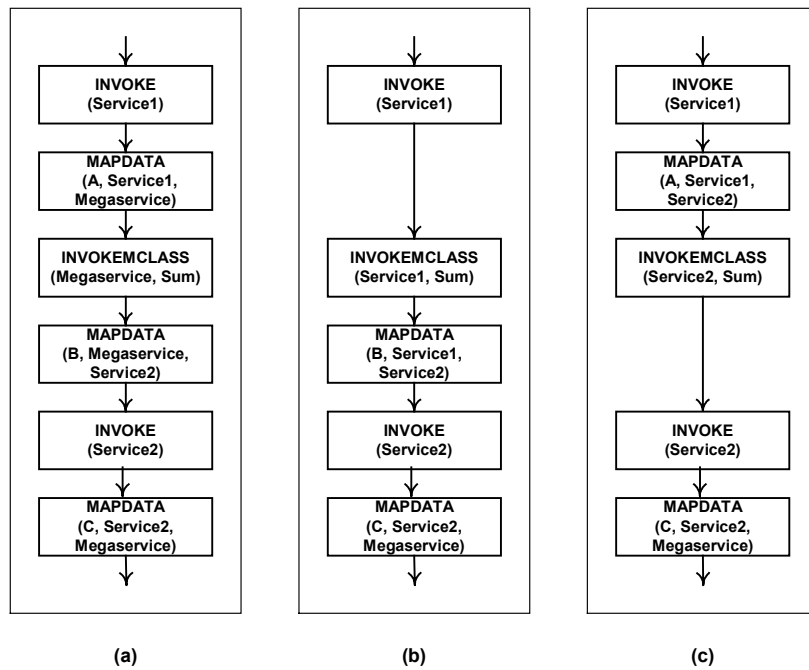 INVOKE
(Service1)
MAPDATA
(A, Service1,
Megaservice)
INVOKEMCLASS
(Megaservice, Sum)
MAPDATA
(B, Megaservice,
Service2)
INVOKE
(Service2)
MAPDATA
(C, Service2,
Megaservice)
(a)
INVOKE
(Service1)
INVOKEMCLASS
(Service1, Sum)
MAPDATA
(B, Service1,
Service2)
INVOKE
(Service2)
MAPDATA
(C, Service2,
Megaservice)
(b)
INVOKE
(Service1)
MAPDATA
(A, Service1,
Service2)
INVOKEMCLASS
(Service2, Sum)
INVOKE
(Service2)
MAPDATA
(C, Service2,
Megaservice)
(c)